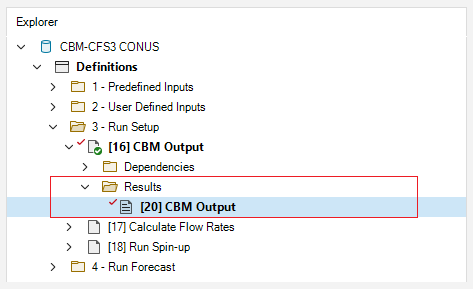 Explorer
CBM-CFS3 CONUS
Definitions
1 - Predefined Inputs
2 - User Defined Inputs
3 - Run Setup
[16] CBM Output
Dependencies
Results
[20] CBM Output
[17] Calculate Flow Rates
[18] Run Spin-up
4 - Run Forecast